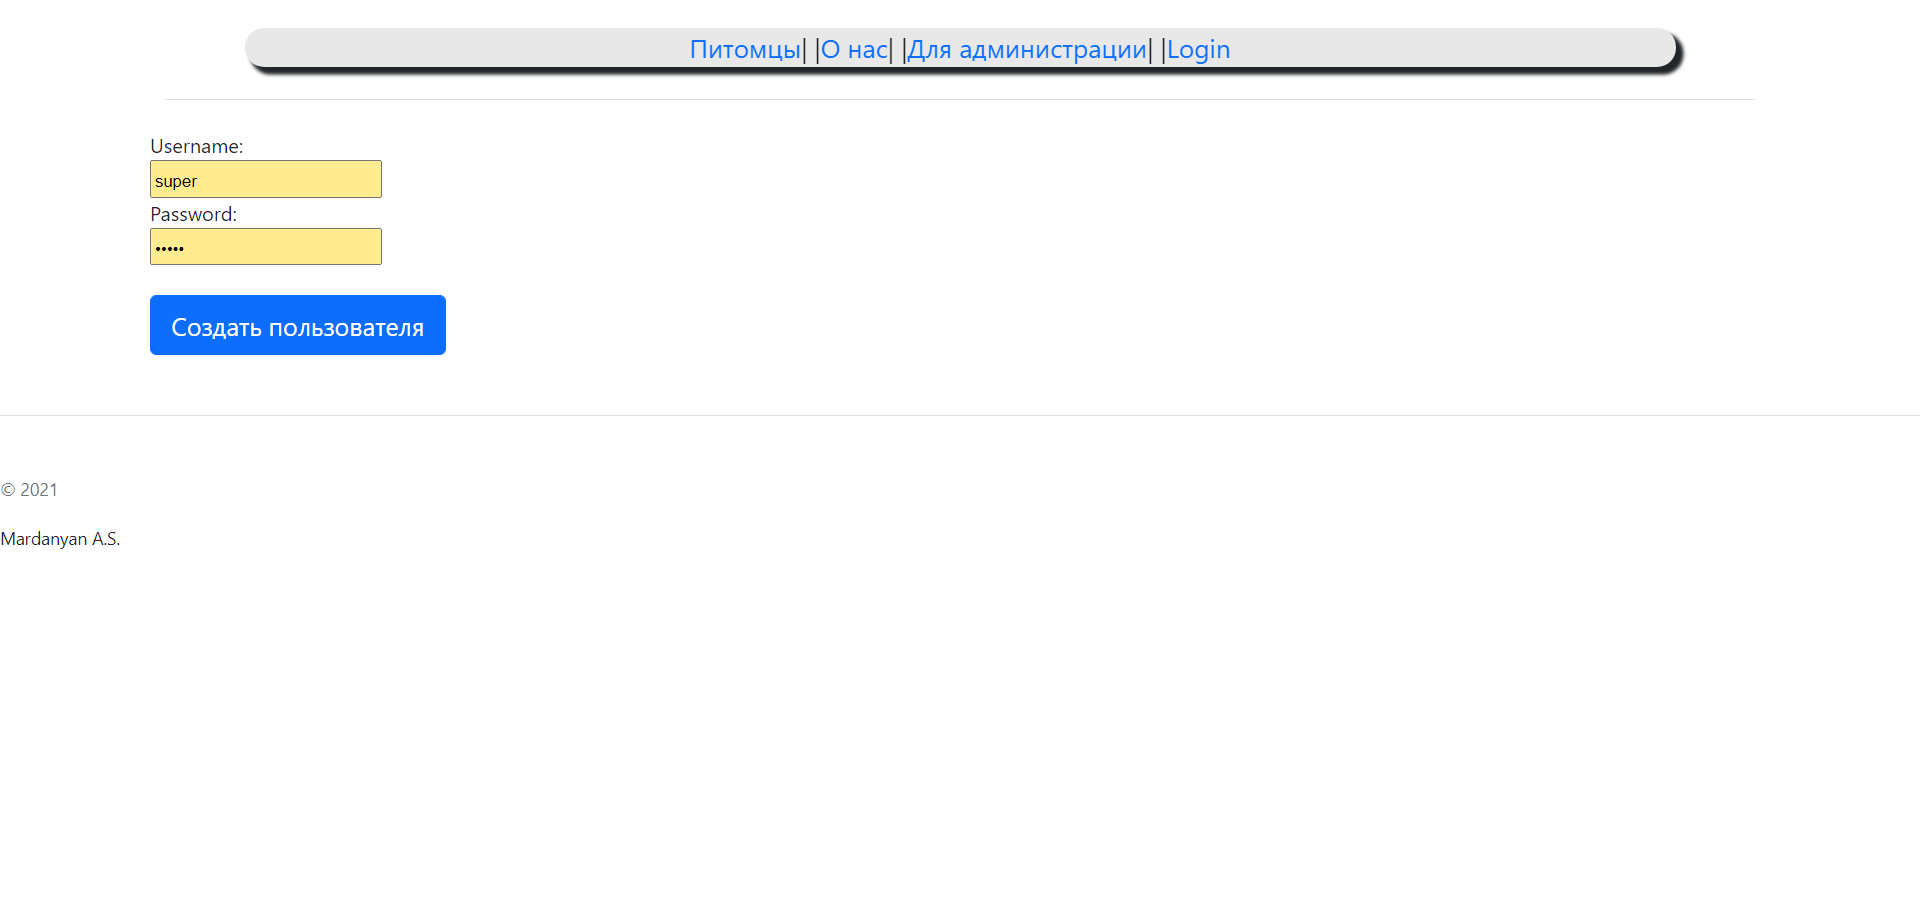 Питомцы| |О нас| |Для администрации| |Login
Username:
super
Password:
•••••
Создать пользователя
© 2021
Mardanyan A.S.